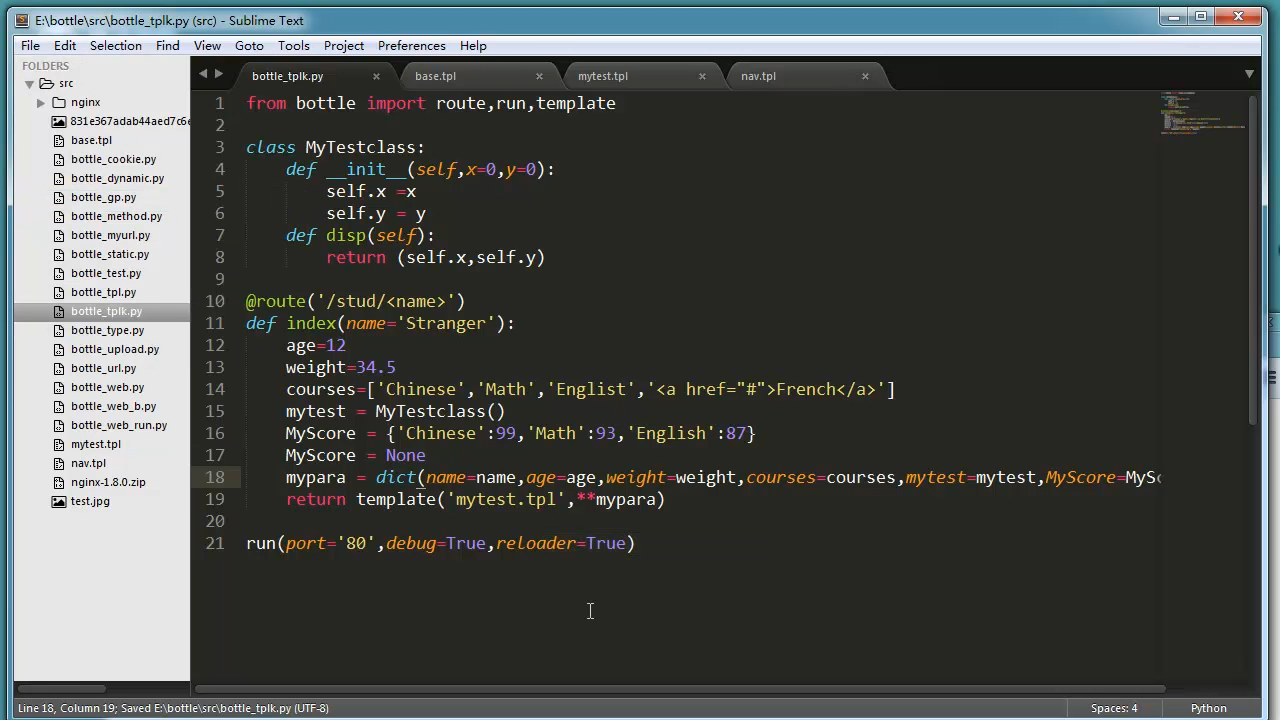 E:\bottle\src\bottle_tplk.py (src) - Sublime Text
File Edit Selection Find View Goto Tools Project Preferences Help
FOLDERS
src
nginx
831e367adab44aed7c6e
base.tpl
bottle_cookie.py
bottle_dynamic.py
bottle_gp.py
bottle_method.py
bottle_myurl.py
bottle_static.py
bottle_test.py
bottle_tpl.py
bottle_tplk.py
bottle_type.py
bottle_upload.py
bottle_url.py
bottle_web.py
bottle_web_b.py
bottle_web_run.py
mytest.tpl
nav.tpl
nginx-1.8.0.zip
test.jpg
bottle_tplk.py base.tpl mytest.tpl nav.tpl
1 from bottle import route,run,template
2
3 class MyTestclass:
4 def __init__(self,x=0,y=0):
5 self.x =x
6 self.y = y
7 def disp(self):
8 return (self.x,self.y)
9
10 @route('/stud/<name>')
11 def index(name='Stranger'):
12 age=12
13 weight=34.5
14 courses=['Chinese','Math','Englist','<a href="#">French</a>']
15 mytest = MyTestclass()
16 MyScore = {'Chinese':99,'Math':93,'English':87}
17 MyScore = None
18 mypara = dict(name=name,age=age,weight=weight,courses=courses,mytest=mytest,MyScore=MySc
19 return template('mytest.tpl',**mypara)
20
21 run(port='80',debug=True,reloader=True)
Line 18, Column 19; Saved E:\bottle\src\bottle_tplk.py (UTF-8) Spaces: 4 Python